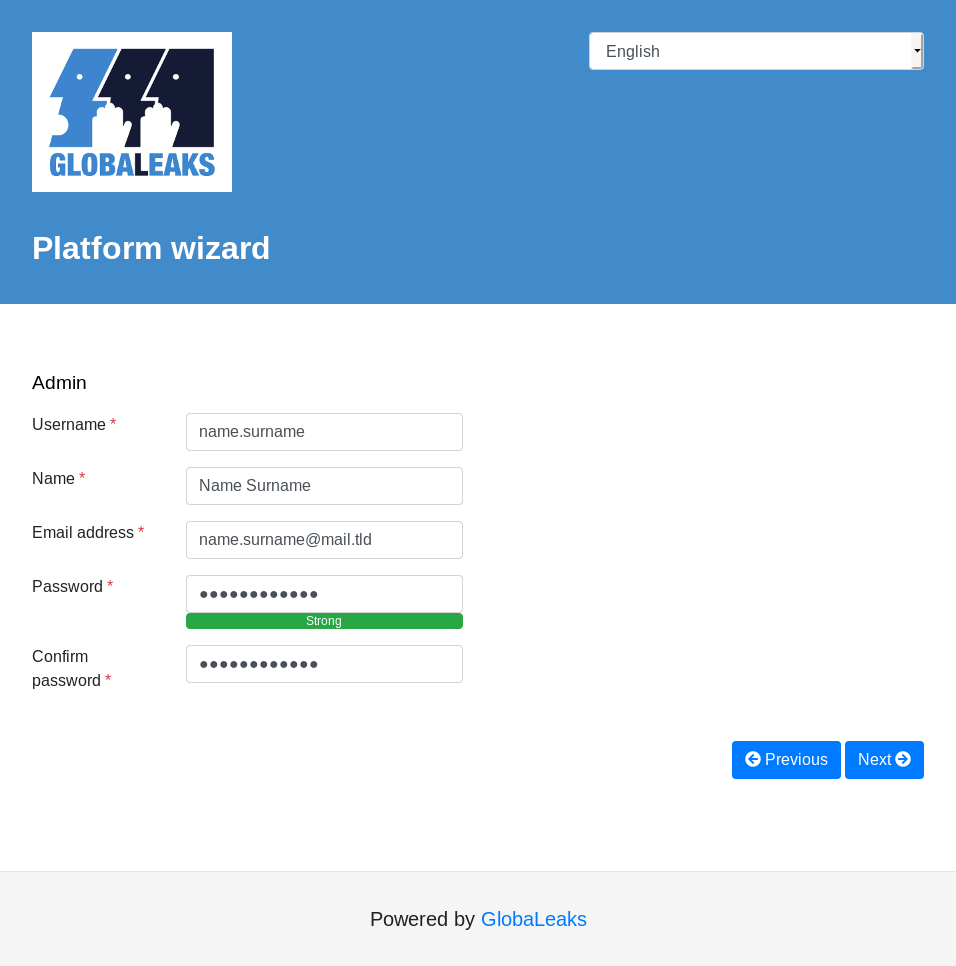 GLOBALEAKS
English
Platform wizard
Admin
Username *
name.surname
Name *
Name Surname
Email address *
name.surname@mail.tld
Password *
●●●●●●●●●●●●
Strong
Confirm
password *
●●●●●●●●●●●●
Previous
Next
Powered by GlobaLeaks